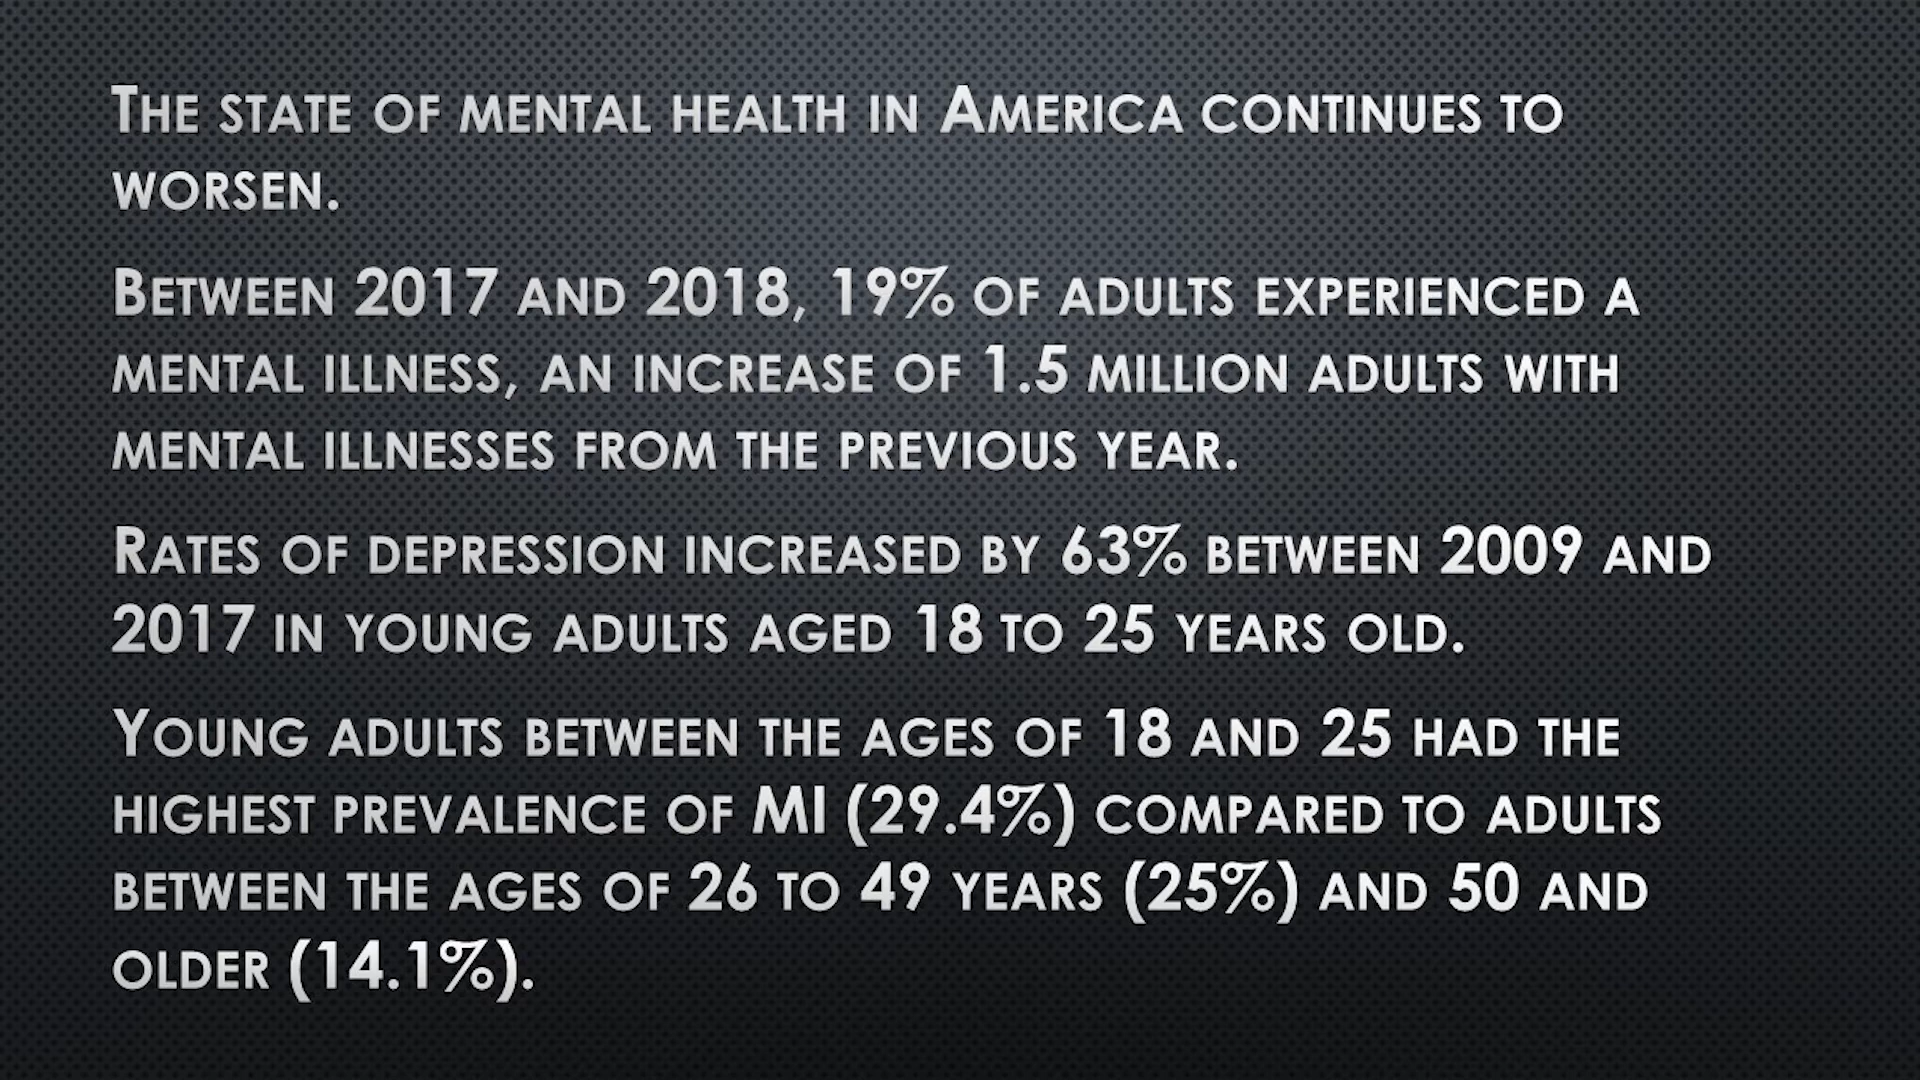 The state of mental health in America continues to
worsen.
Between 2017 and 2018, 19% of adults experienced a
mental illness, an increase of 1.5 million adults with
mental illnesses from the previous year.
Rates of depression increased by 63% between 2009 and
2017 in young adults aged 18 to 25 years old.
Young adults between the ages of 18 and 25 had the
highest prevalence of MI (29.4%) compared to adults
between the ages of 26 to 49 years (25%) and 50 and
older (14.1%).